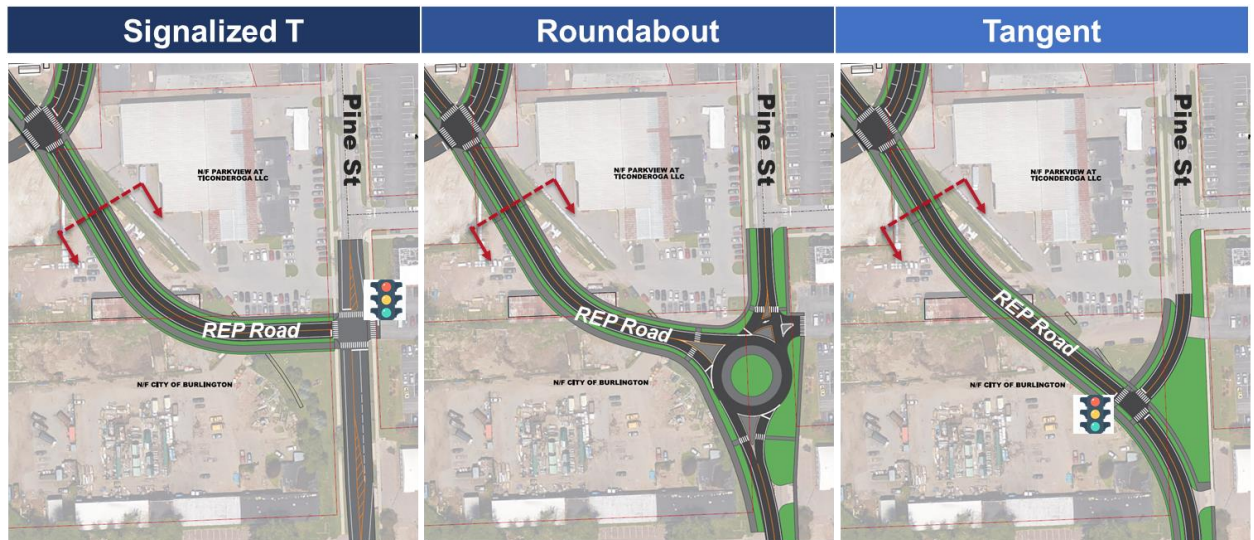 Signalized T
Roundabout
Tangent
Pine St
N/F PARKVIEW AT
TICONDEROGA LLC
REP Road
N/F CITY OF BURLINGTON
Pine St
N/F PARKVIEW AT
TICONDEROGA LLC
REP Road
N/F CITY OF BURLINGTON
Pine St
N/F PARKVIEW AT
TICONDEROGA LLC
REP Road
N/F CITY OF BURLINGTON